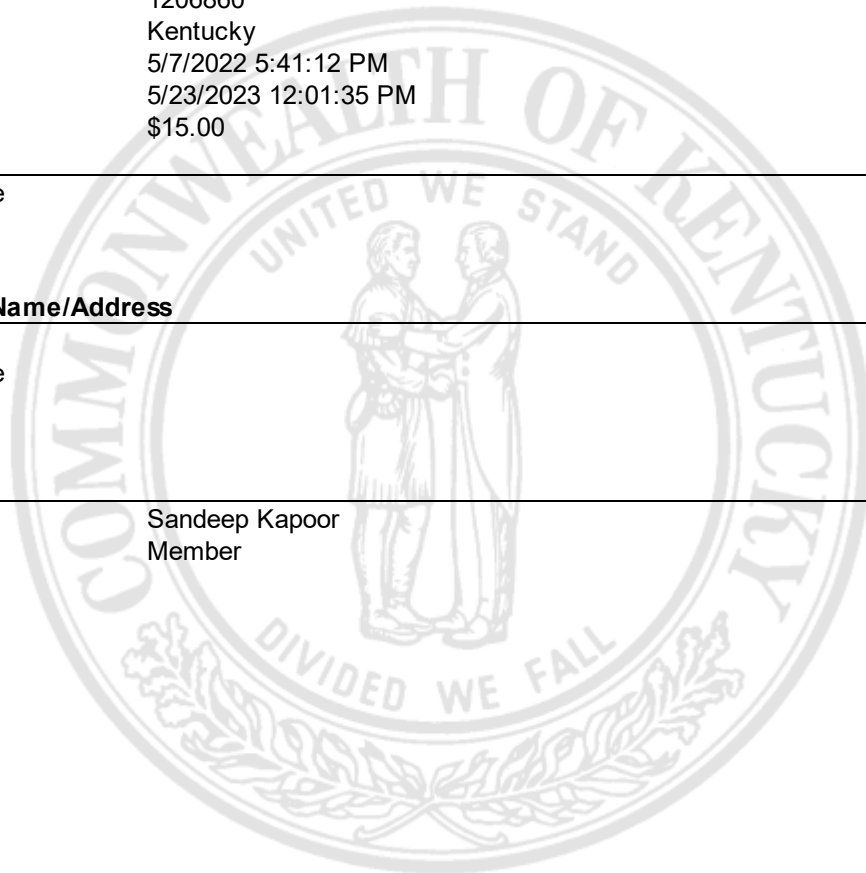 1206860
Kentucky
5/7/2022 5:41:12 PM
5/23/2023 12:01:35 PM
$15.00
e
Name/Address
e
Sandeep Kapoor
Member
COMMONWEALTH OF KENTUCKY
UNITED WE STAND
DIVIDED WE FALL